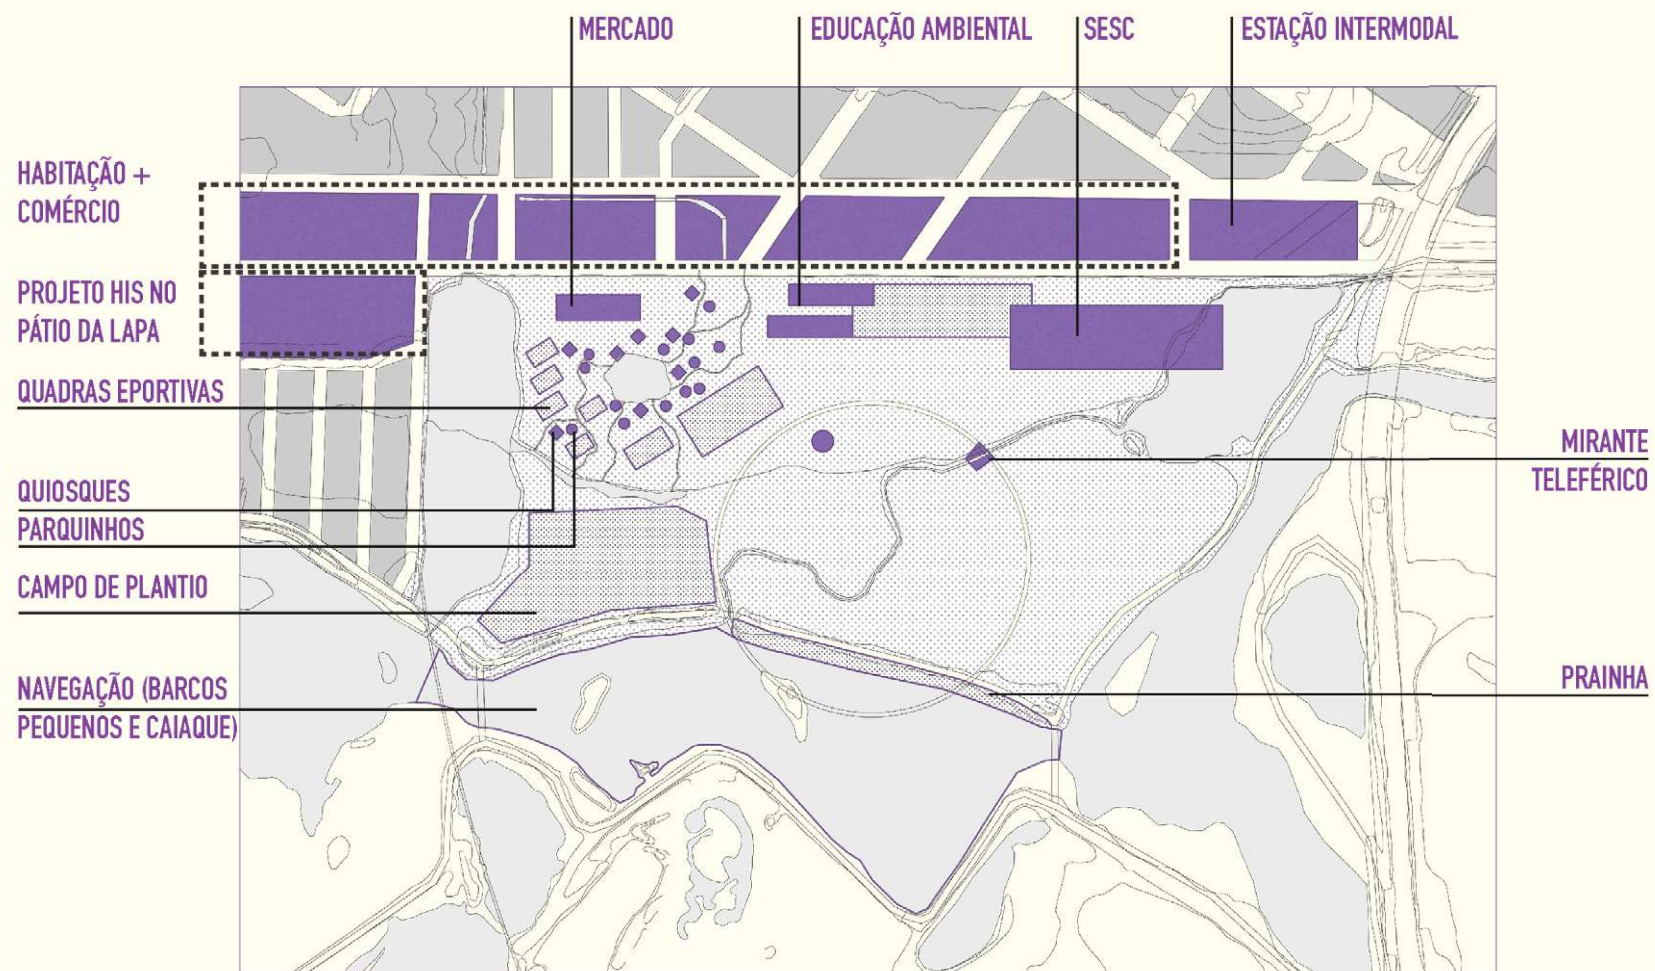 MERCADO
EDUCAÇÃO AMBIENTAL
SESC
ESTAÇÃO INTERMODAL
HABITAÇÃO +
COMÉRCIO
PROJETO HIS NO
PÁTIO DA LAPA
QUADRAS EPORTIVAS
QUIOSQUES
PARQUINHOS
CAMPO DE PLANTIO
NAVEGAÇÃO (BARCOS
PEQUENOS E CAIAQUE)
MIRANTE
TELEFÉRICO
PRAINHA